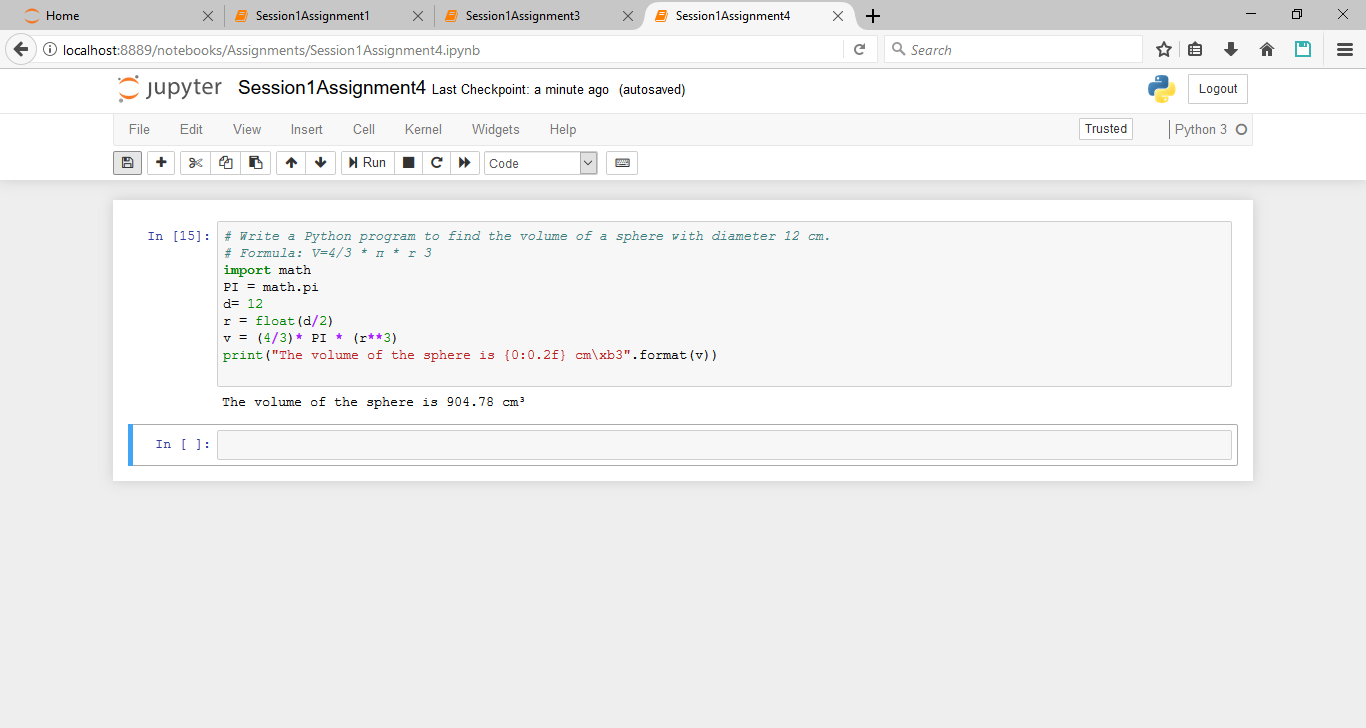 Home
Session1Assignment1
Session1Assignment3
Session1Assignment4
localhost:8889/notebooks/Assignments/Session1Assignment4.ipynb
Search
jupyter Session1Assignment4 Last Checkpoint: a minute ago (autosaved)
Logout
File Edit View Insert Cell Kernel Widgets Help
Trusted
Python 3
Run
Code
In [15]:
# Write a Python program to find the volume of a sphere with diameter 12 cm.
# Formula: V=4/3 * π * r 3
import math
PI = math.pi
d= 12
r = float(d/2)
v = (4/3)* PI * (r**3)
print("The volume of the sphere is {0:0.2f} cm\xb3".format(v))
The volume of the sphere is 904.78 cm³
In [ ]: